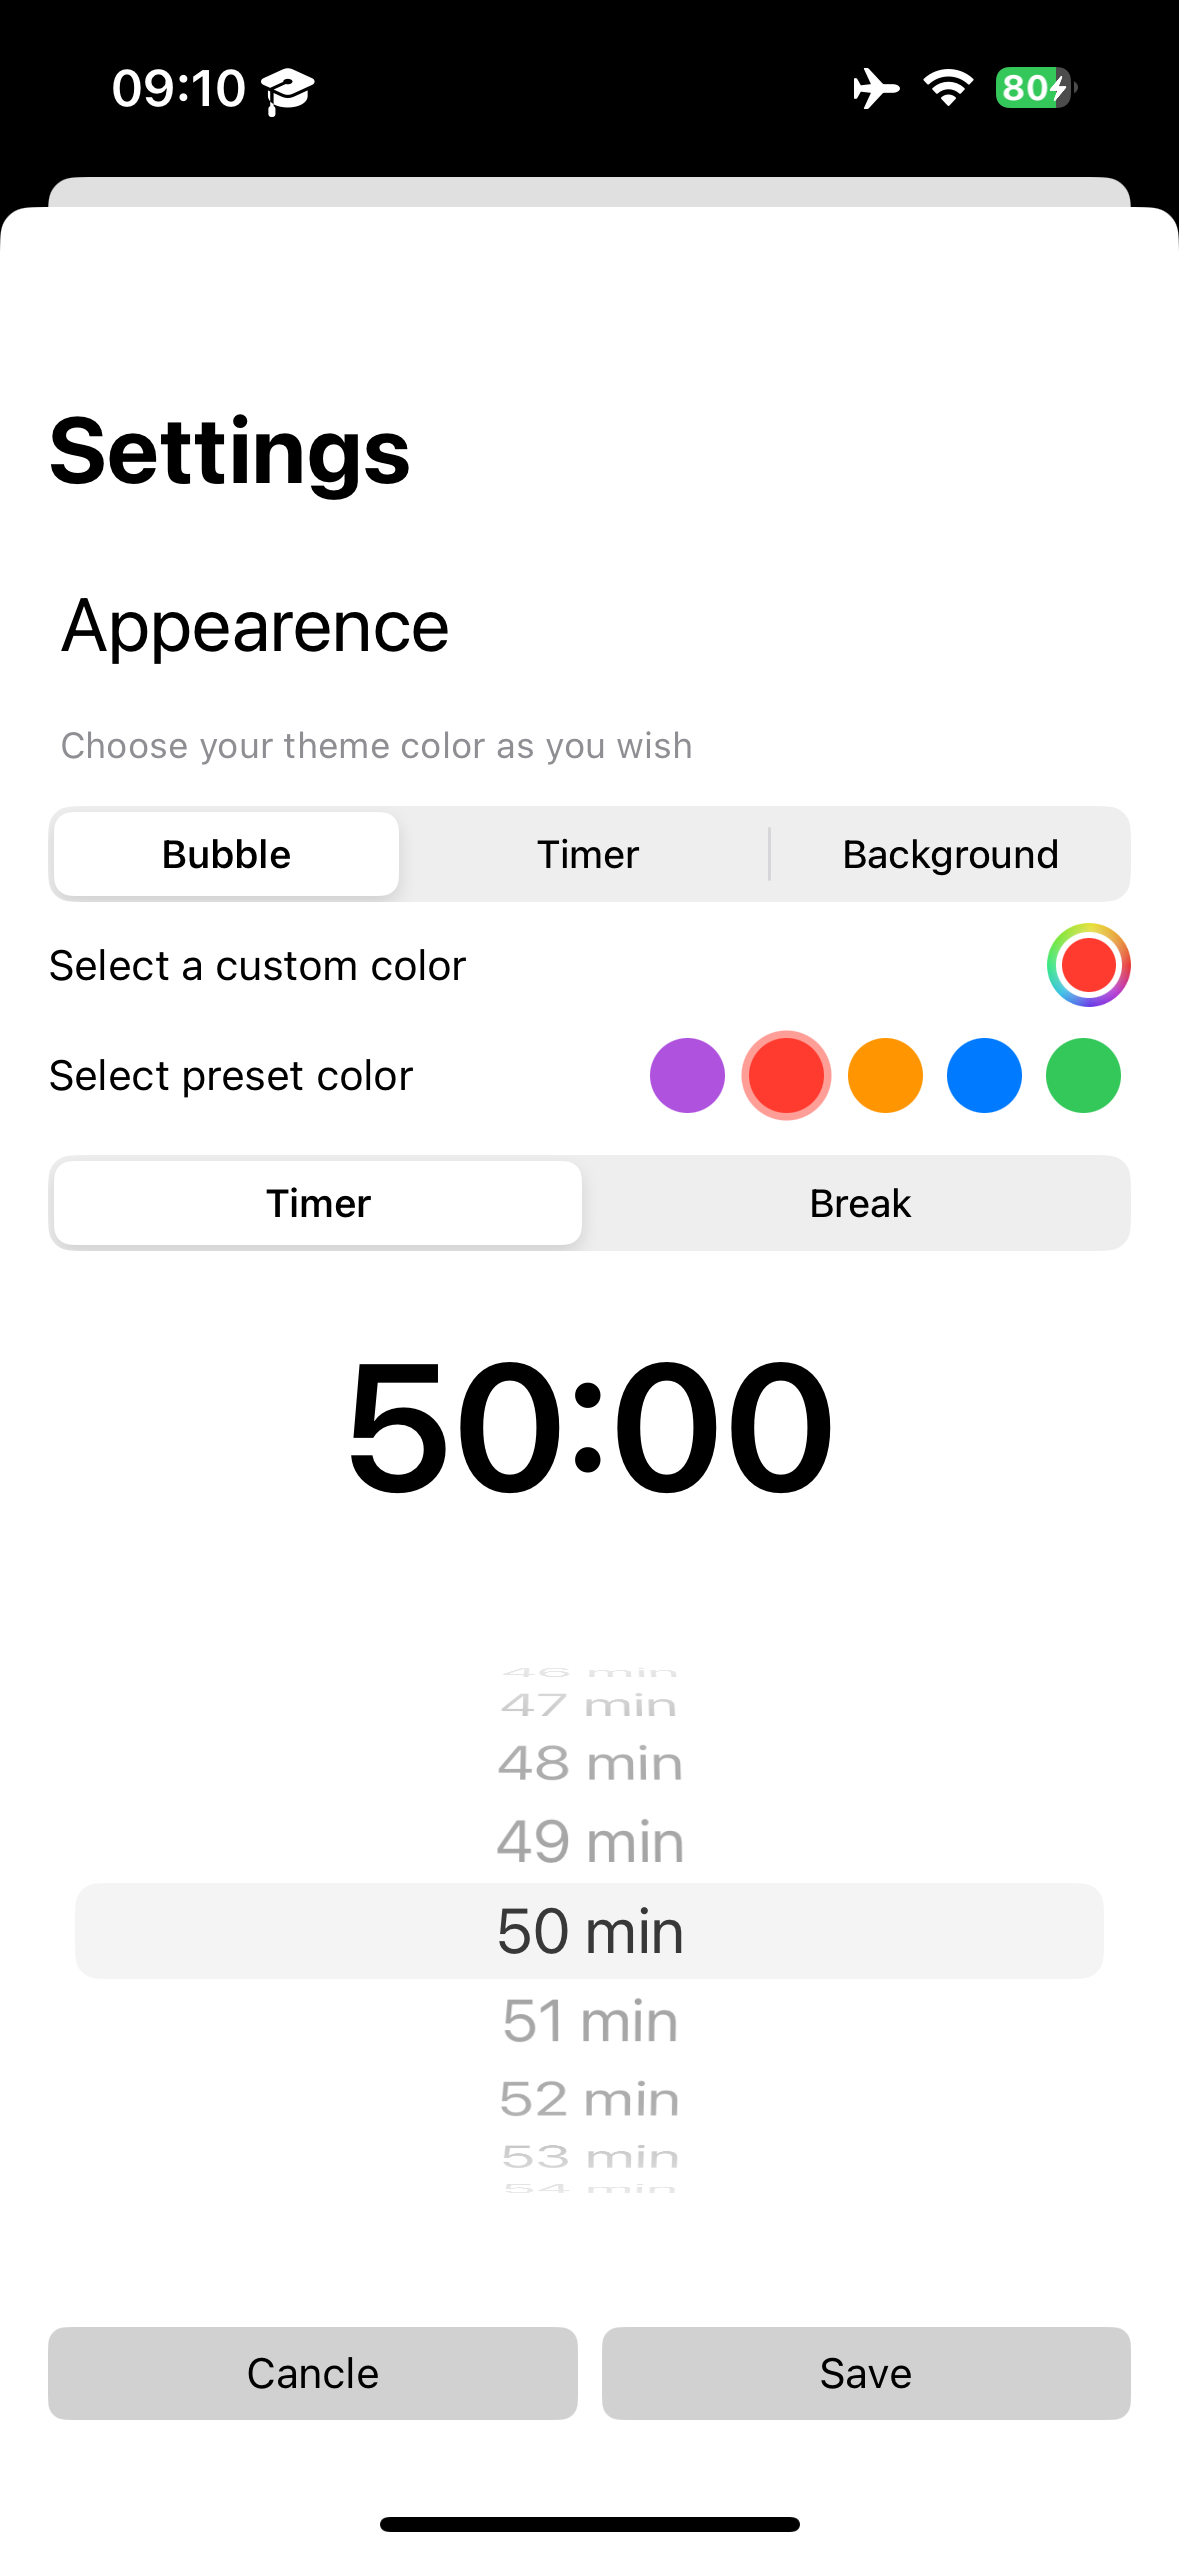 09:10
80
Settings
Appearence
Choose your theme color as you wish
Bubble Timer Background
Select a custom color
Select preset color
Timer Break
50:00
46 min
47 min
48 min
49 min
50 min
51 min
52 min
53 min
54 min
Cancle Save